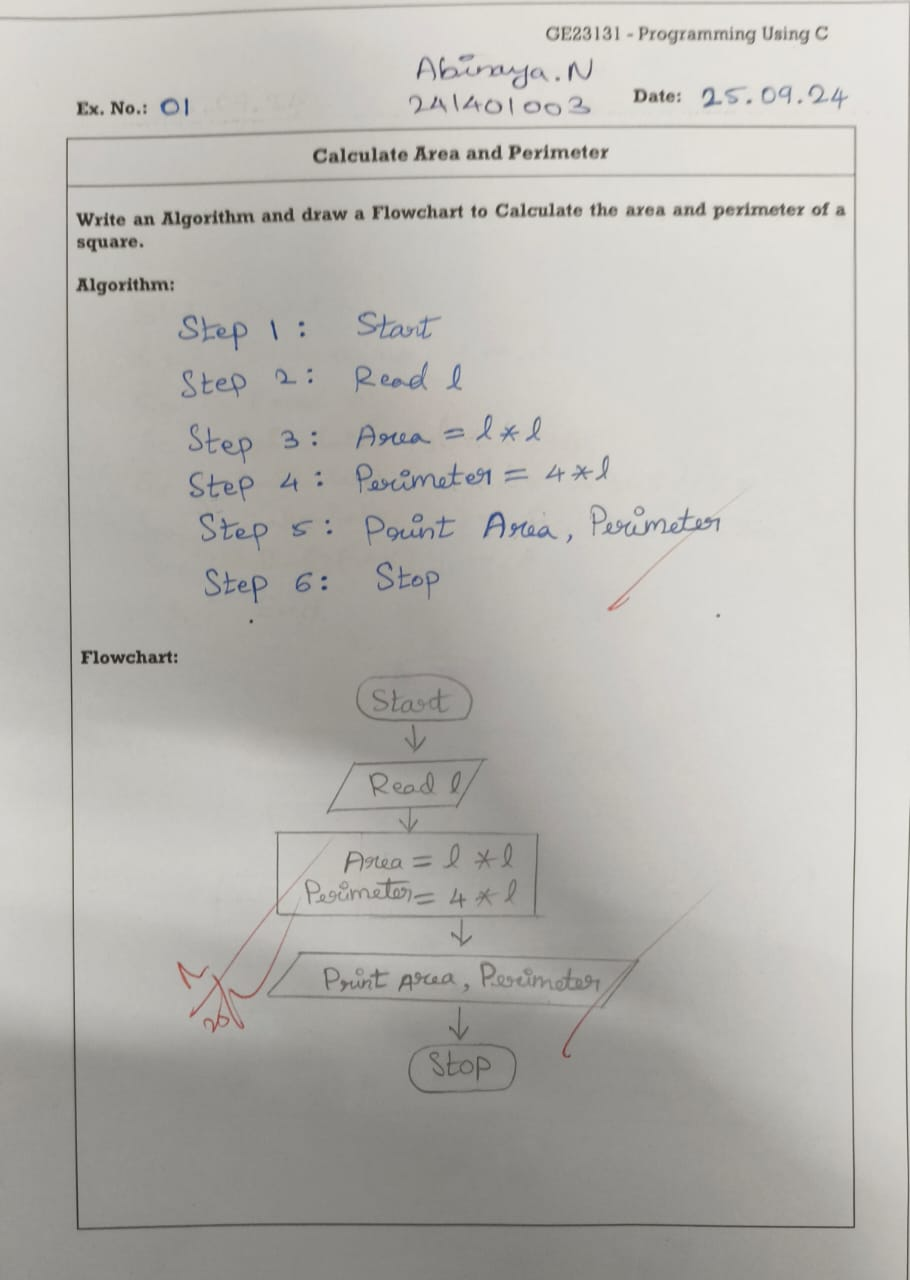 GE23131 - Programming Using C
Abinaya.N
241401003
Ex. No.: 01
Date: 25.09.24
Calculate Area and Perimeter
Write an Algorithm and draw a Flowchart to Calculate the area and perimeter of a
square.
Algorithm:
Step 1: Start
Step 2: Read l
Step 3: Area = l * l
Step 4: Perimeter = 4 * l
Step 5: Print Area, Perimeter
Step 6: Stop
Flowchart:
Start
Read l
Area = l * l
Perimeter = 4 * l
Print Area, Perimeter
Stop